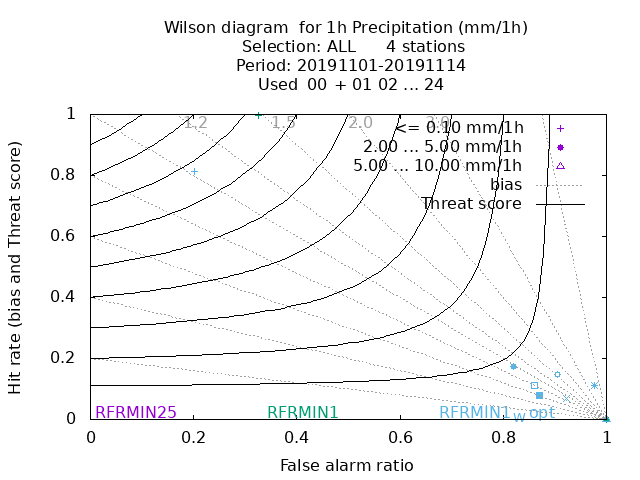 Wilson diagram  for 1h Precipitation (mm/1h)
Selection: ALL      4 stations
Period: 20191101-20191114
Used  00  + 01 02 ... 24
1.2 1.5 2.0 3.0
<= 0.10 mm/1h
2.00 ... 5.00 mm/1h
5.00 ... 10.00 mm/1h
bias
Threat score
Hit rate (bias and Threat score)
1
0.8
0.6
0.4
0.2
0
RFRMIN25 RFRMIN1 RFRMIN1_W_opt
0 0.2 0.4 0.6 0.8 1
False alarm ratio